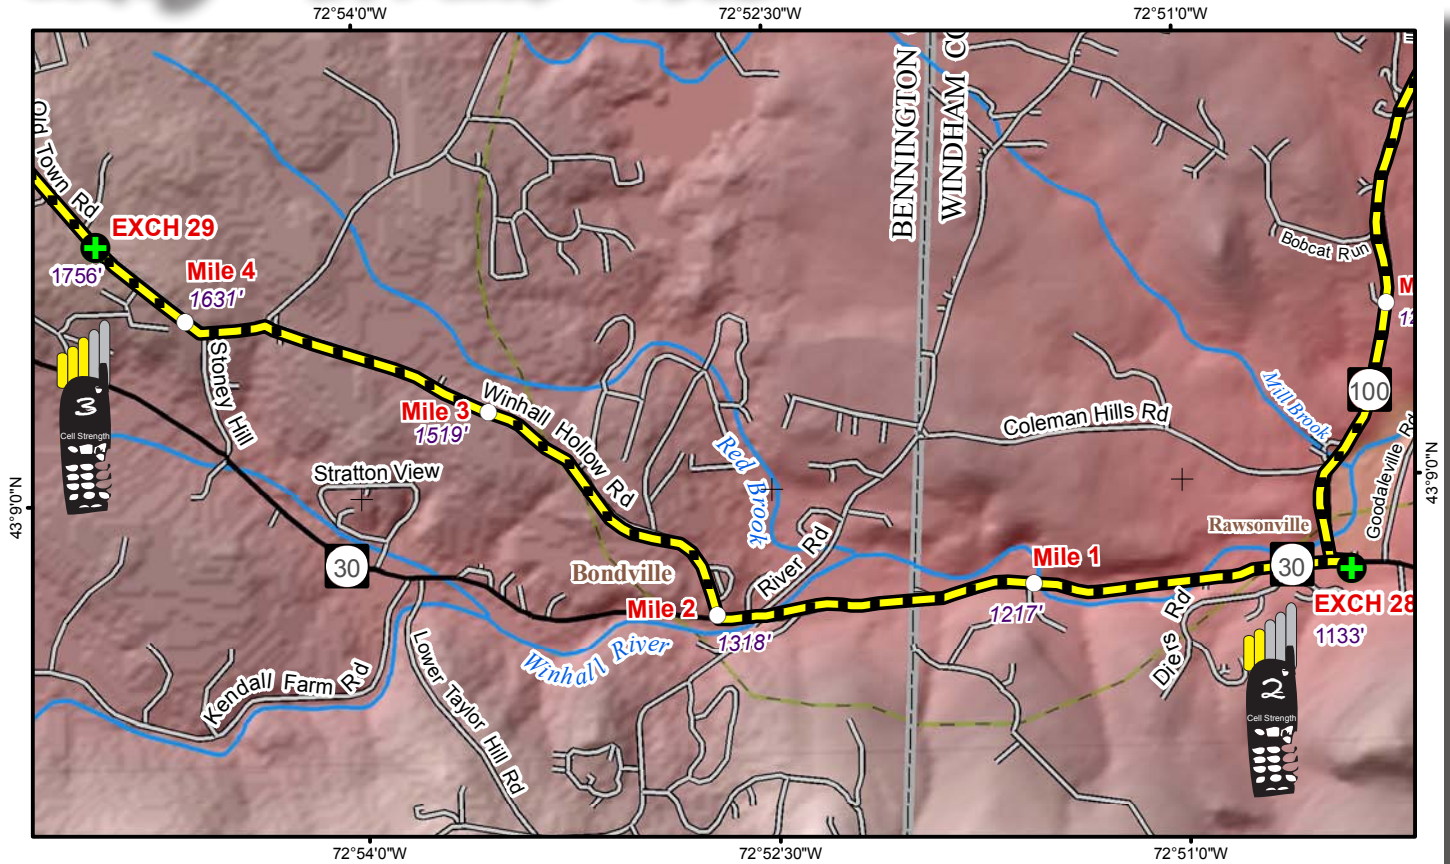 72°54'0"W
72°52'30"W
72°51'0"W
Old Town Rd
BENNINGTON
WINDHAM CO
EXCH 29
1756'
Mile 4
1631'
Bobcat Run
Stoney Hill
3
Cell Strength
Mile 3
1519'
Winhall Hollow Rd
100
Mill Brook
Coleman Hills Rd
Goodaleville Rd
Red Brook
Stratton View
43°9'0"N
43°9'0"N
Rawsonville
30
Bondville
River Rd
Mile 1
1217'
30
EXCH 28
1133'
Mile 2
1318'
Diers Rd
Winhall River
Kendall Farm Rd
Lower Taylor Hill Rd
2
Cell Strength
72°54'0"W
72°52'30"W
72°51'0"W